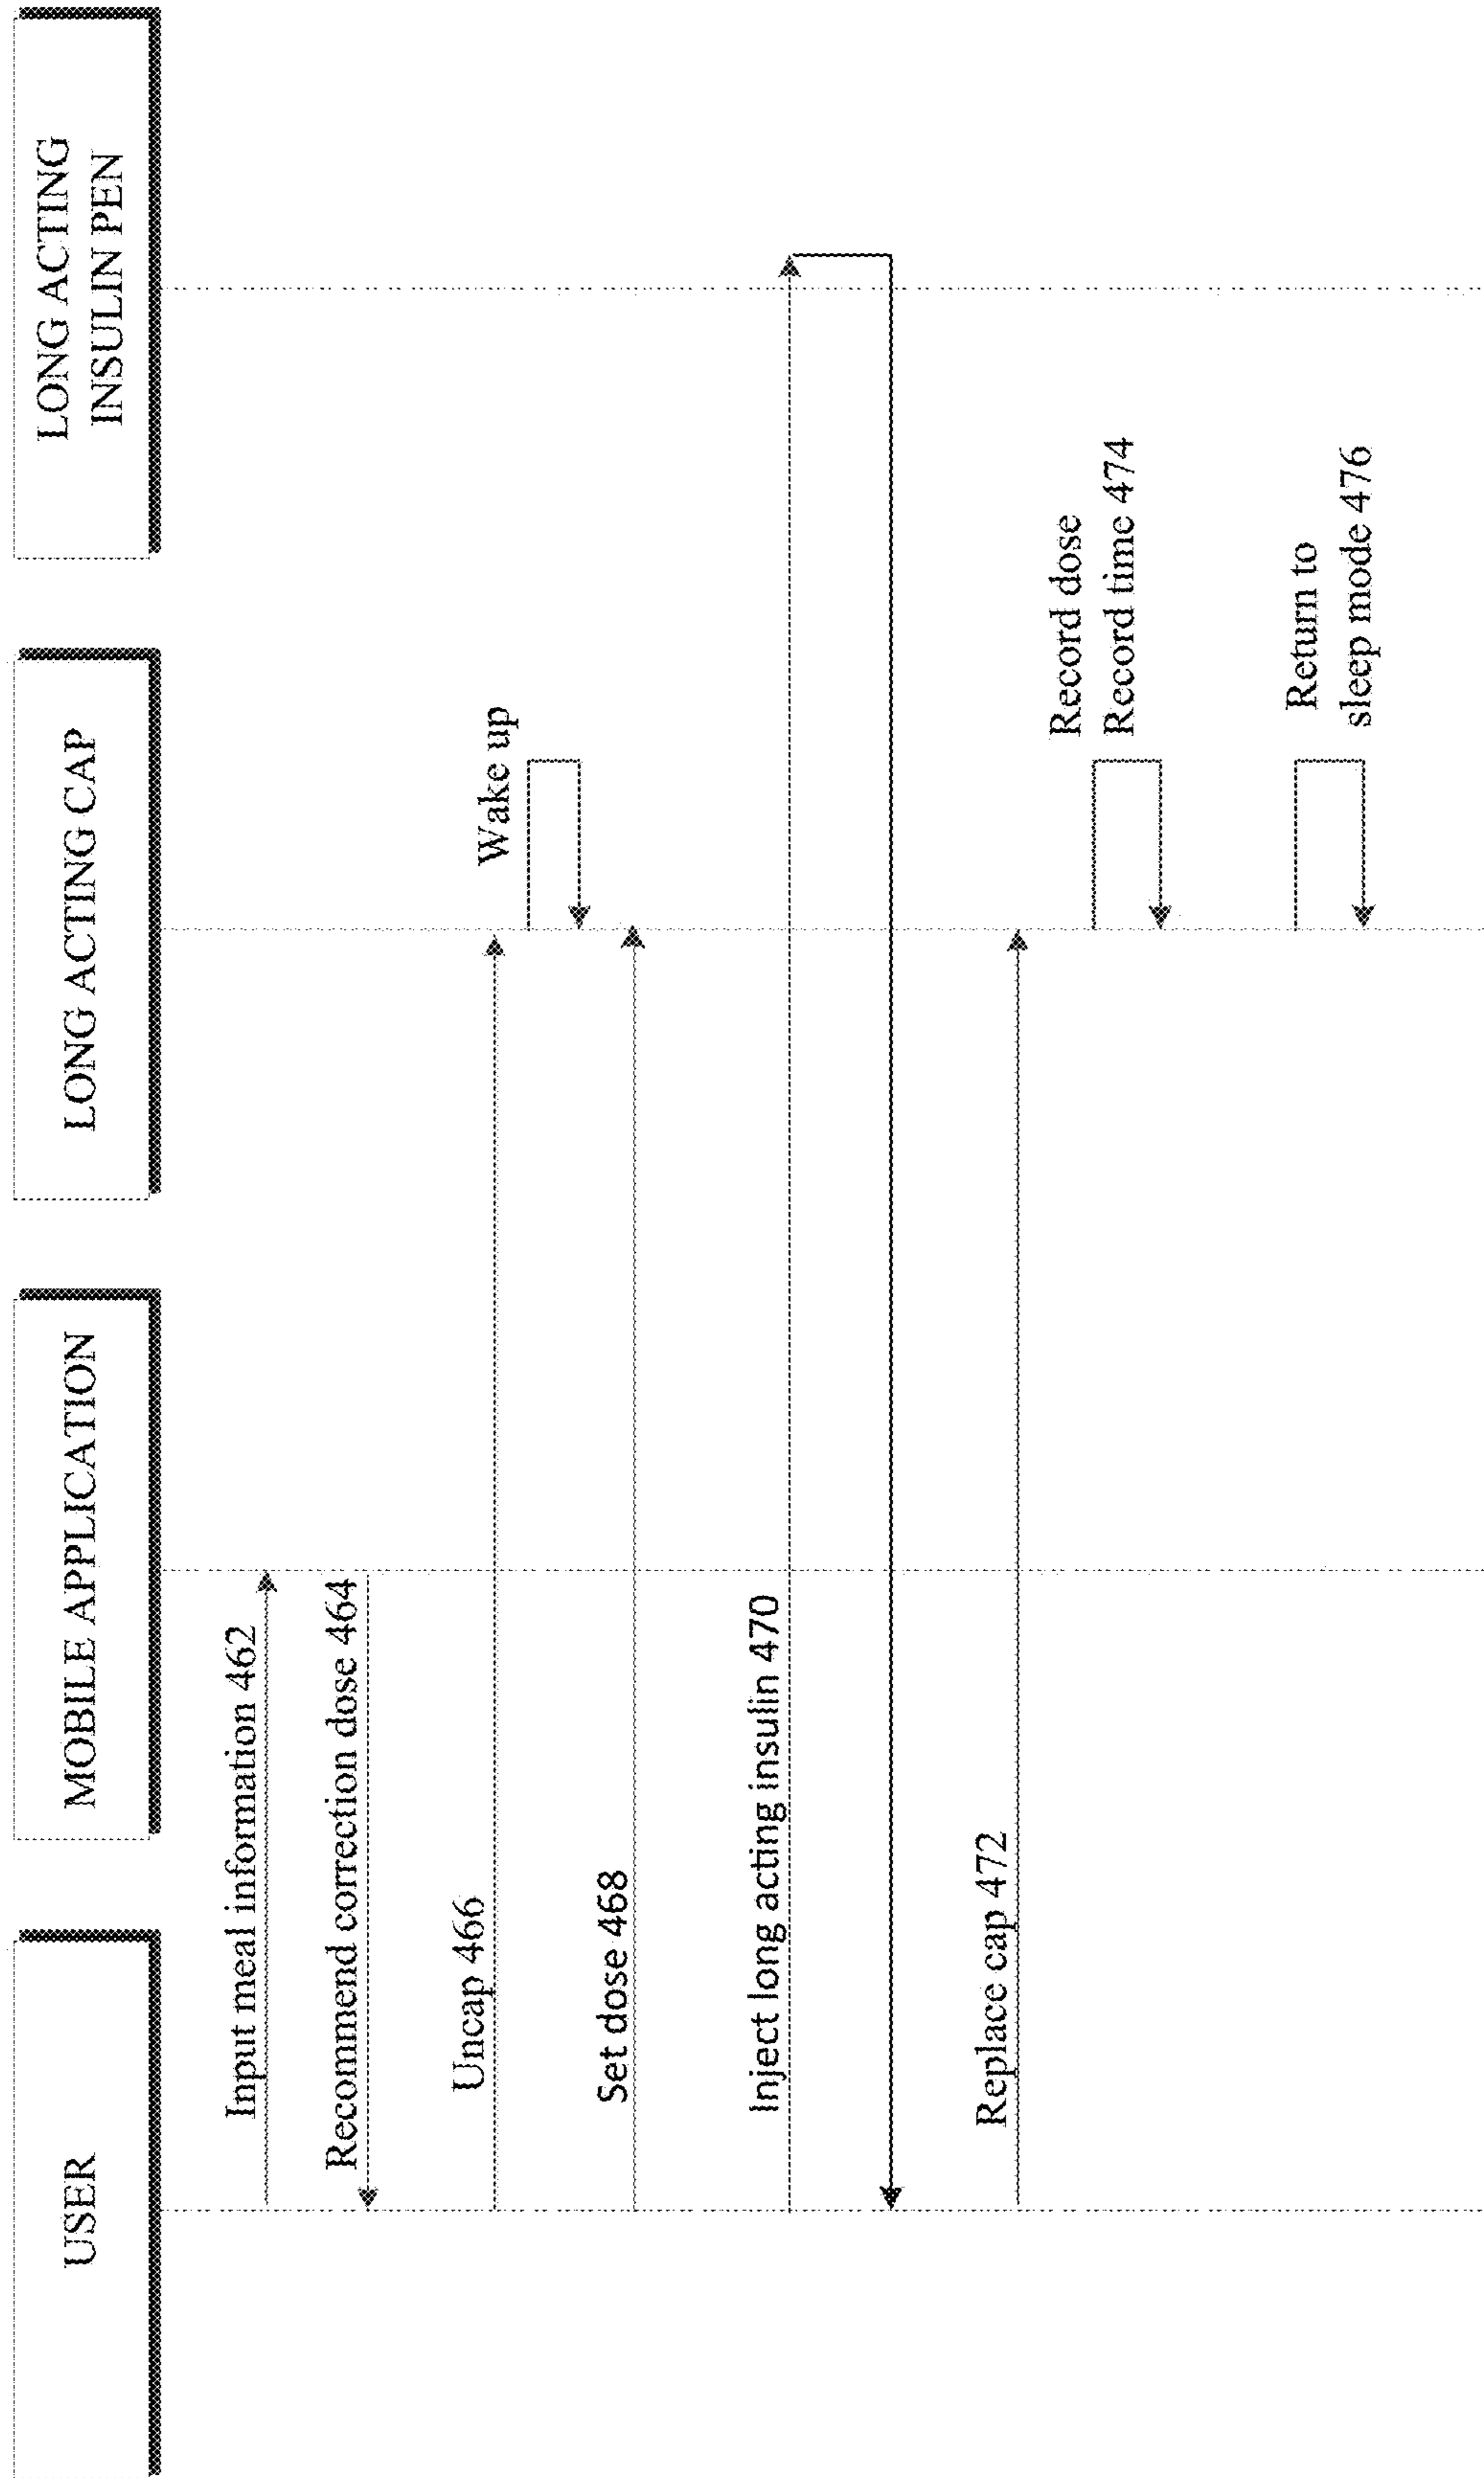 USER
MOBILE APPLICATION
LONG ACTING CAP
LONG ACTING
INSULIN PEN
Input meal information 462
Recommend correction dose 464
Uncap 466
Wake up
Set dose 468
Inject long acting insulin 470
Replace cap 472
Record dose
Record time 474
Return to
sleep mode 476